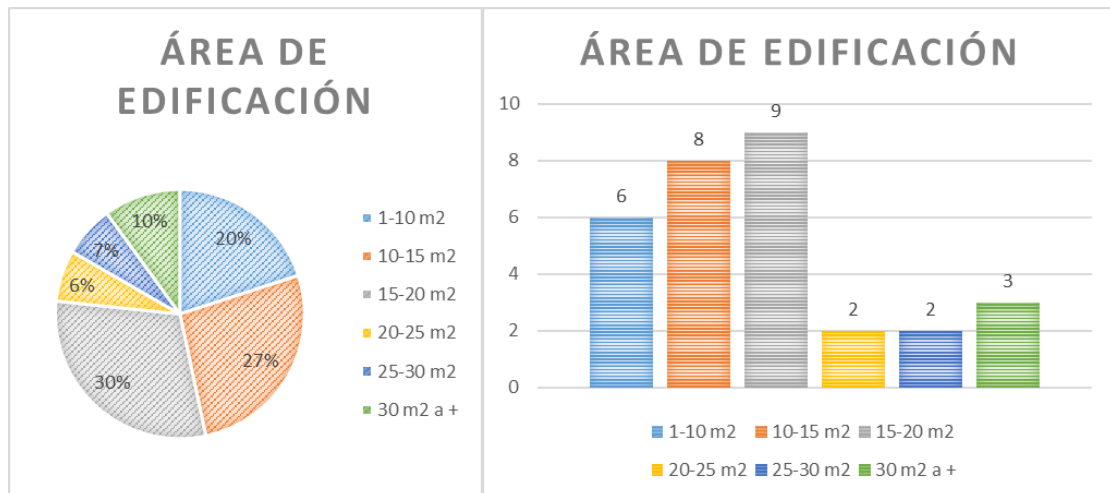 ÁREA DE
EDIFICACIÓN
10%
20%
7%
6%
27%
30%
1-10 m2
10-15 m2
15-20 m2
20-25 m2
25-30 m2
30 m2 a +
ÁREA DE EDIFICACIÓN
10
8
6
4
2
0
6
8
9
2
2
3
1-10 m2 10-15 m2 15-20 m2
20-25 m2 25-30 m2 30 m2 a +